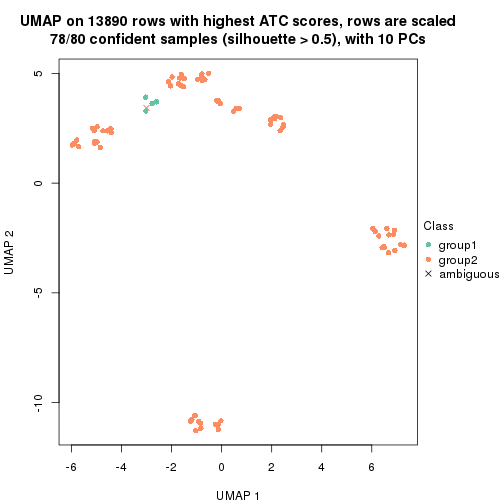 UMAP on 13890 rows with highest ATC scores, rows are scaled
78/80 confident samples (silhouette > 0.5), with 10 PCs
5
0
-5
-10
UMAP 2
-6 -4 -2 0 2 4 6
UMAP 1
Class
group1
group2
ambiguous